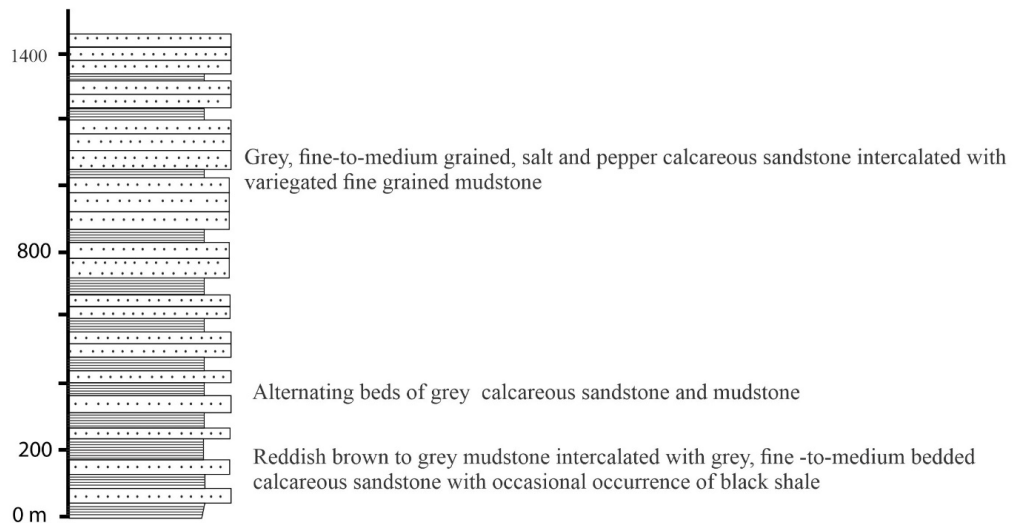 1400
Grey, fine-to-medium grained, salt and pepper calcareous sandstone intercalated with
variegated fine grained mudstone
800
Alternating beds of grey calcareous sandstone and mudstone
200
Reddish brown to grey mudstone intercalated with grey, fine -to-medium bedded
calcareous sandstone with occasional occurrence of black shale
0 m